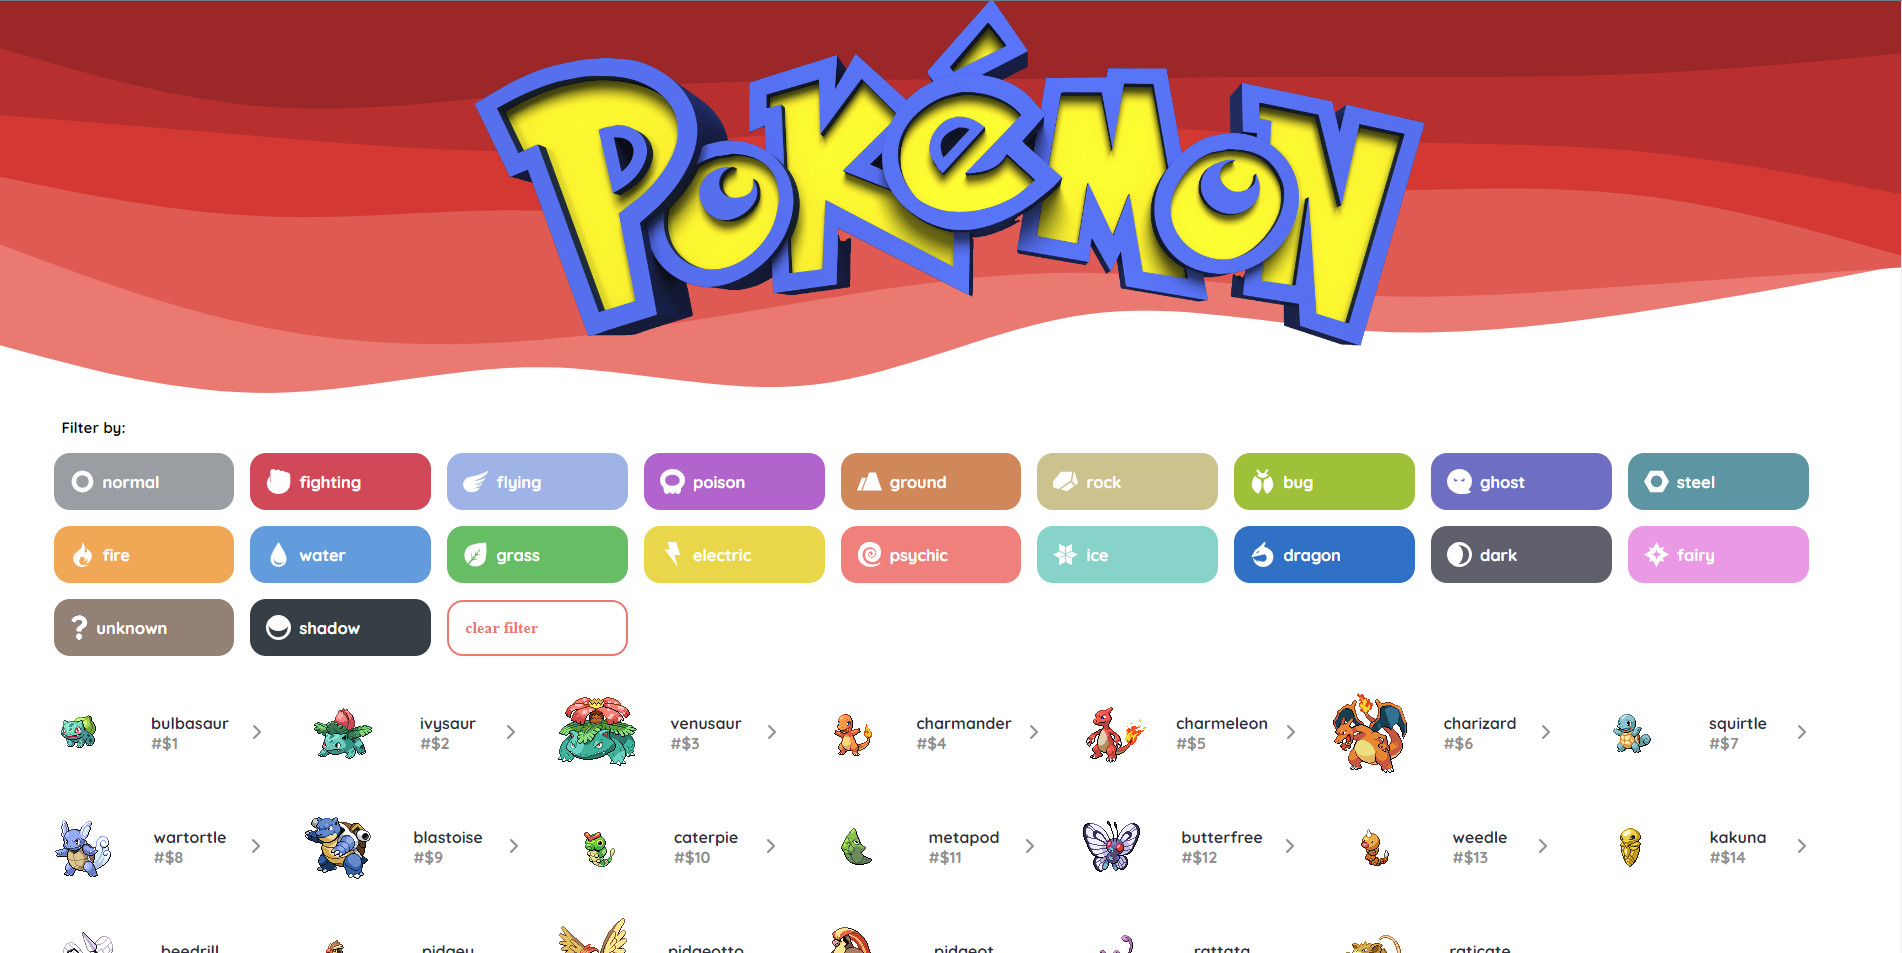 Pokémon
Filter by:
normal fighting flying poison ground rock bug ghost steel
fire water grass electric psychic ice dragon dark fairy
unknown shadow clear filter
bulbasaur ivysaur venusaur charmander charmeleon charizard squirtle
#$1 #$2 #$3 #$4 #$5 #$6 #$7
wartortle blastoise caterpie metapod butterfree weedle kakuna
#$8 #$9 #$10 #$11 #$12 #$13 #$14
beedrill pidgey pidgeotto pidgeot rattata raticate